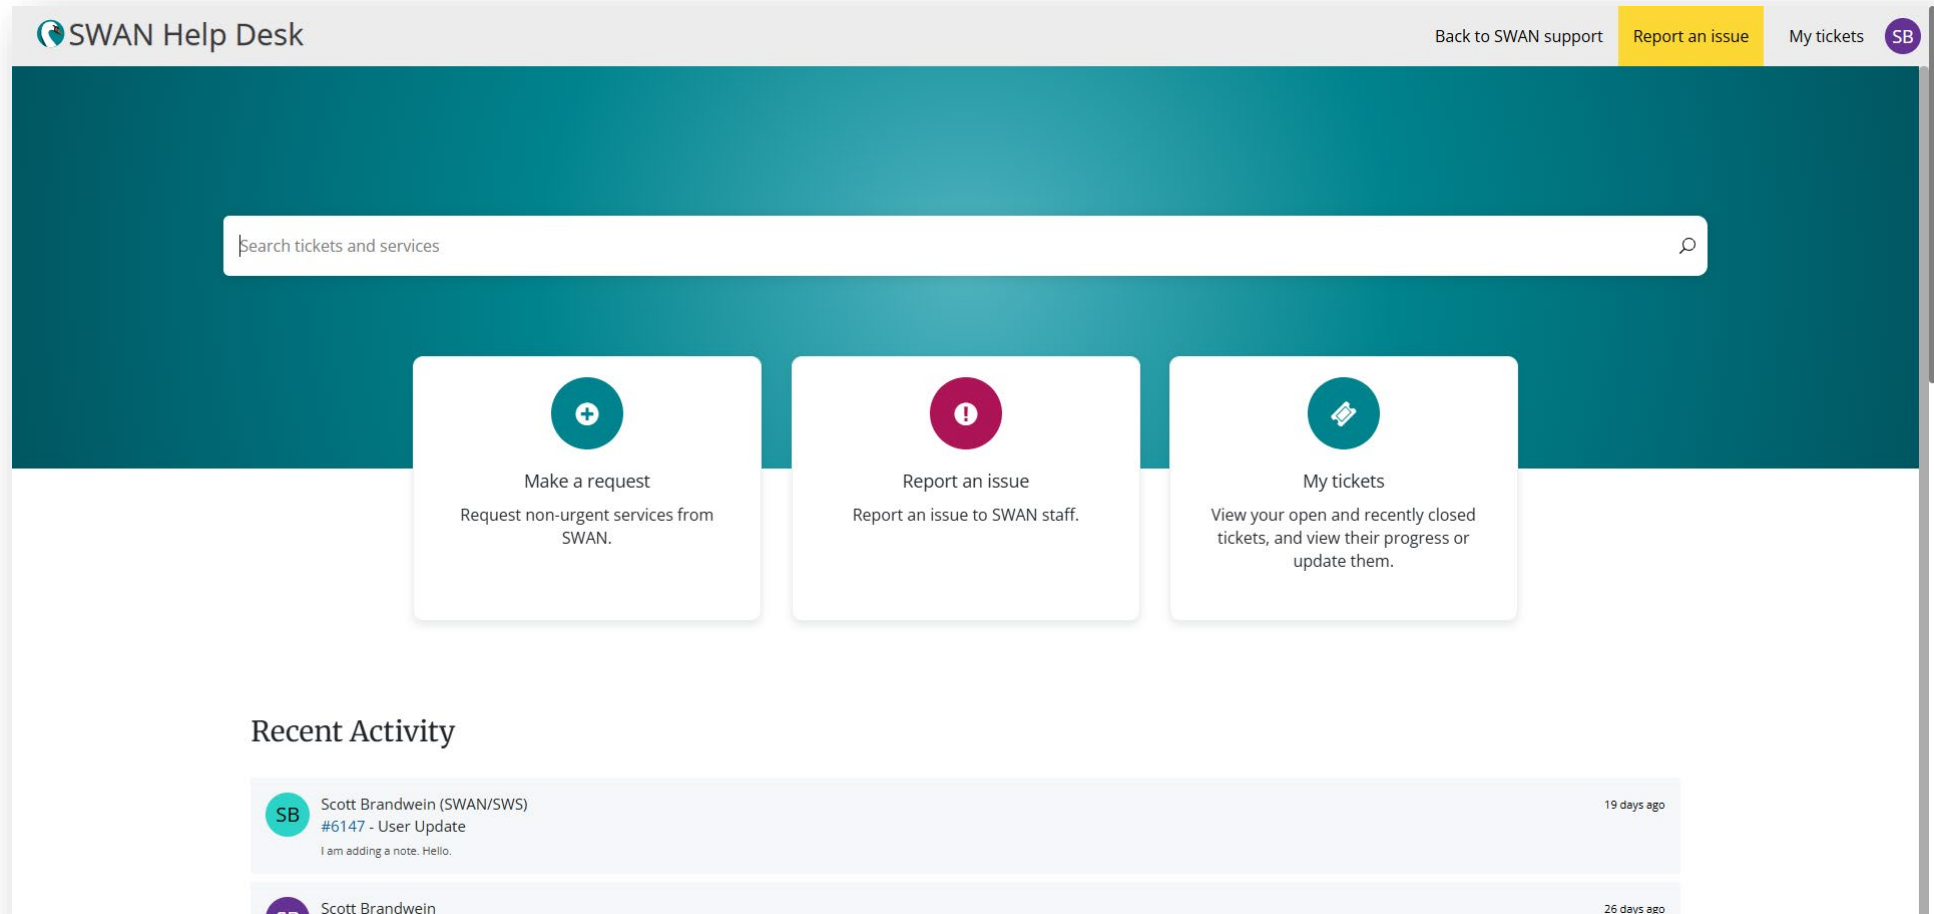 SWAN Help Desk
Back to SWAN support
Report an issue
My tickets
SB
Search tickets and services
Make a request
Request non-urgent services from
SWAN.
Report an issue
Report an issue to SWAN staff.
My tickets
View your open and recently closed
tickets, and view their progress or
update them.
Recent Activity
SB
Scott Brandwein (SWAN/SWS)
19 days ago
#6147 - User Update
I am adding a note. Hello.
Scott Brandwein
26 days ago